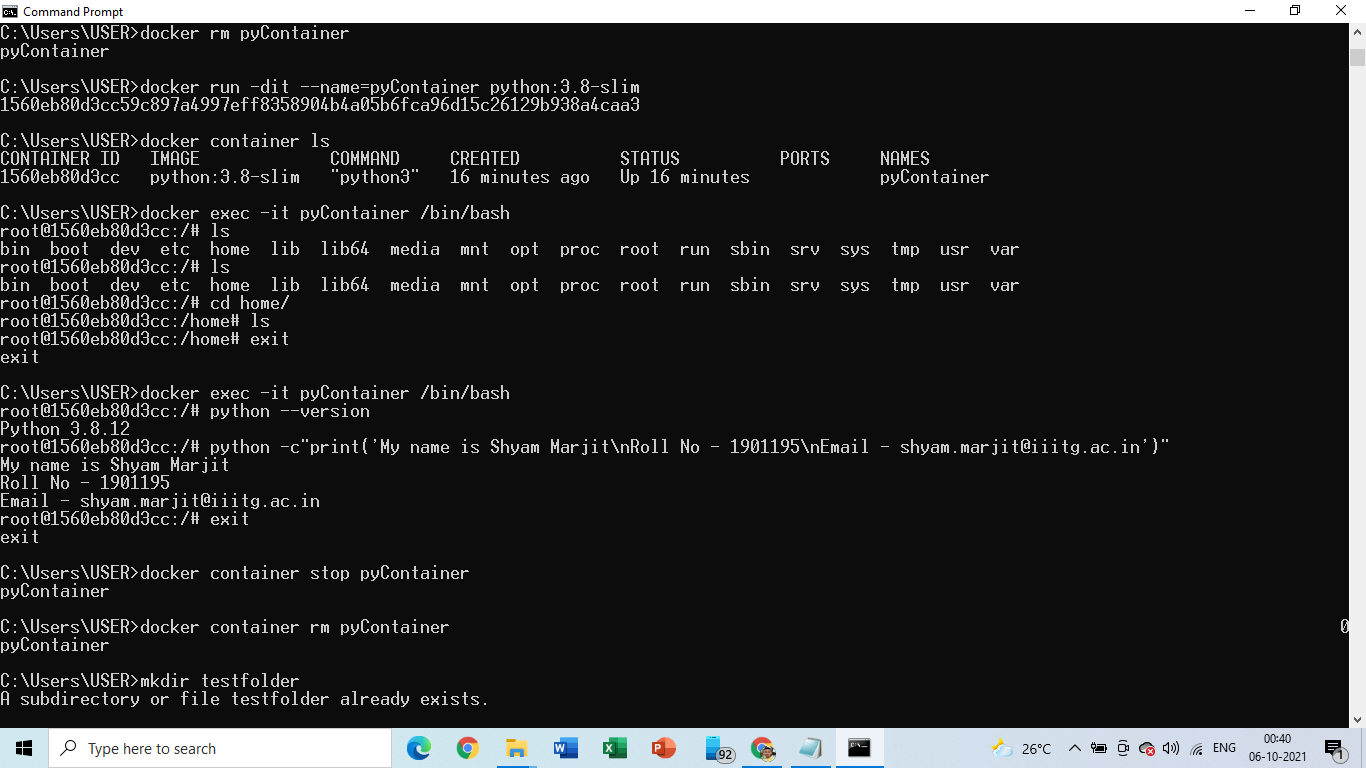 Command Prompt
C:\Users\USER>docker rm pyContainer
pyContainer
C:\Users\USER>docker run -dit --name=pyContainer python:3.8-slim
1560eb80d3cc59c897a4997eff8358904b4a05b6fca96d15c26129b938a4caa3
C:\Users\USER>docker container ls
CONTAINER ID   IMAGE             COMMAND     CREATED          STATUS          PORTS     NAMES
1560eb80d3cc   python:3.8-slim   "python3"   16 minutes ago   Up 16 minutes             pyContainer
C:\Users\USER>docker exec -it pyContainer /bin/bash
root@1560eb80d3cc:/# ls
bin  boot  dev  etc  home  lib  lib64  media  mnt  opt  proc  root  run  sbin  srv  sys  tmp  usr  var
root@1560eb80d3cc:/# ls
bin  boot  dev  etc  home  lib  lib64  media  mnt  opt  proc  root  run  sbin  srv  sys  tmp  usr  var
root@1560eb80d3cc:/# cd home/
root@1560eb80d3cc:/home# ls
root@1560eb80d3cc:/home# exit
exit
C:\Users\USER>docker exec -it pyContainer /bin/bash
root@1560eb80d3cc:/# python --version
Python 3.8.12
root@1560eb80d3cc:/# python -c"print('My name is Shyam Marjit\nRoll No - 1901195\nEmail - shyam.marjit@iiitg.ac.in')"
My name is Shyam Marjit
Roll No - 1901195
Email - shyam.marjit@iiitg.ac.in
root@1560eb80d3cc:/# exit
exit
C:\Users\USER>docker container stop pyContainer
pyContainer
C:\Users\USER>docker container rm pyContainer 0
pyContainer
C:\Users\USER>mkdir testfolder
A subdirectory or file testfolder already exists.
Type here to search
92
26°C
ENG
00:40
06-10-2021
1